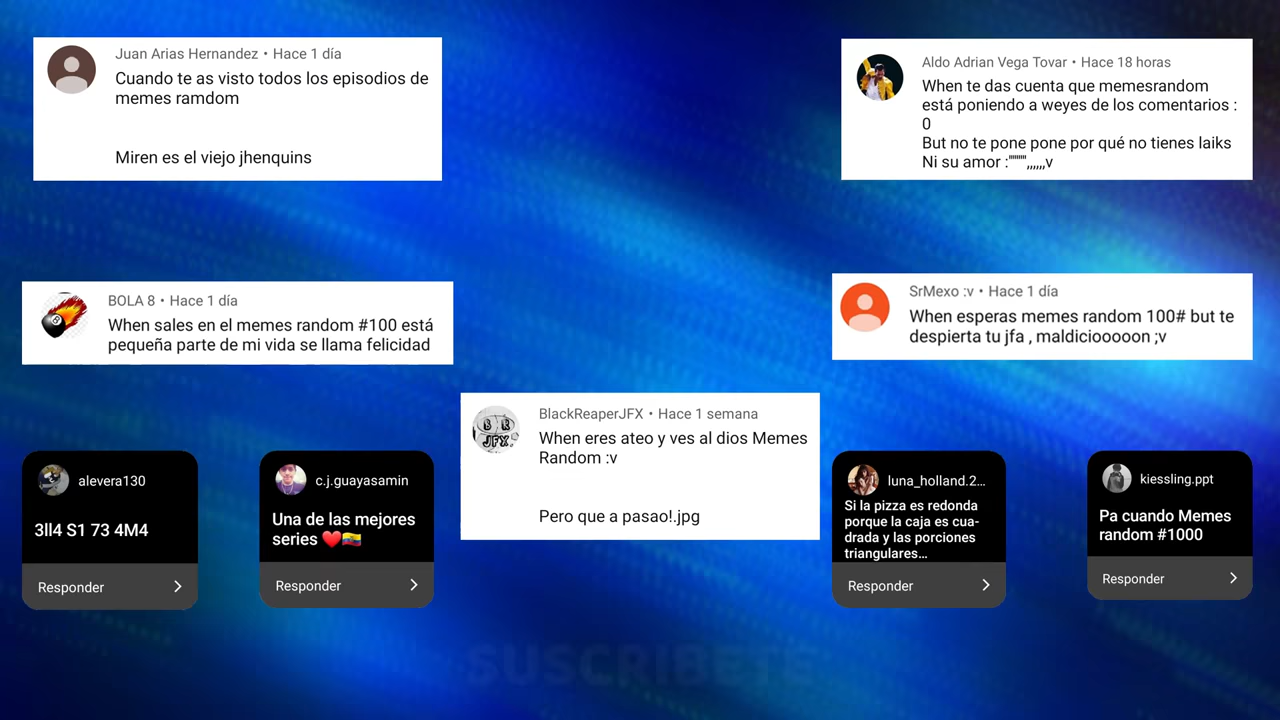 Juan Arias Hernandez • Hace 1 día
Cuando te as visto todos los episodios de
memes ramdom
Miren es el viejo jhenquins
Aldo Adrian Vega Tovar • Hace 18 horas
When te das cuenta que memesrandom
está poniendo a weyes de los comentarios :
0
But no te pone pone por qué no tienes laiks
Ni su amor :"""",,,,,,v
BOLA 8 • Hace 1 día
When sales en el memes random #100 está
pequeña parte de mi vida se llama felicidad
SrMexo :v • Hace 1 día
When esperas memes random 100# but te
despierta tu jfa , maldiciooooon ;v
BlackReaperJFX • Hace 1 semana
When eres ateo y ves al dios Memes
Random :v
Pero que a pasao!.jpg
B R
JFX.
alevera130
3ll4 S1 73 4M4
Responder
c.j.guayasamin
Una de las mejores
series ❤️🇪🇨
Responder
luna_holland.2...
Si la pizza es redonda
porque la caja es cua-
drada y las porciones
triangulares...
Responder
kiessling.ppt
Pa cuando Memes
random #1000
Responder
SUSCRIBETE